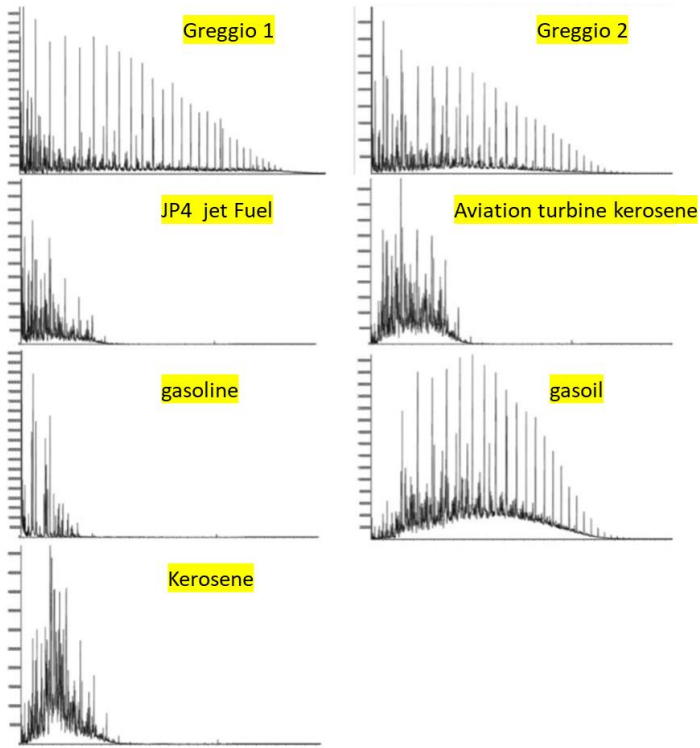 Greggio 1
Greggio 2
JP4  jet Fuel
Aviation turbine kerosene
gasoline
gasoil
Kerosene